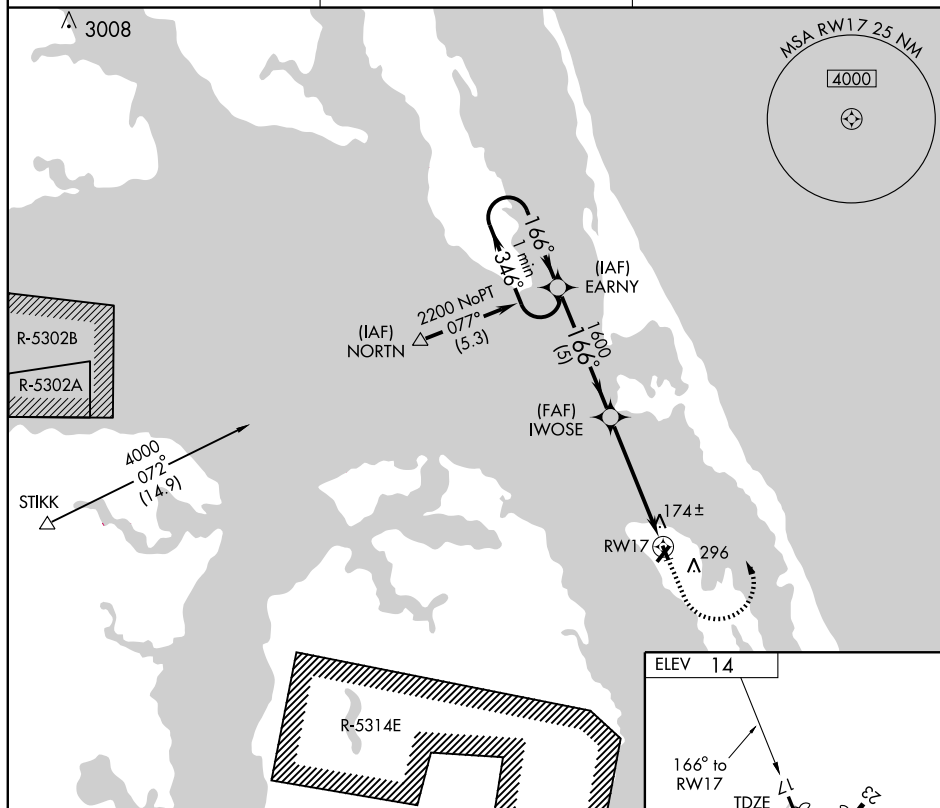 3008
MSA RW17 25 NM
4000
166°
1 min
346°
(IAF)
EARNY
2200 NoPT
077°
(5.3)
(IAF)
NORTN
1600
166°
(5)
R-5302B
R-5302A
(FAF)
IWOSE
4000
072°
(14.9)
STIKK
174±
RW17
296
ELEV 14
R-5314E
166° to
RW17
17
TDZE
23